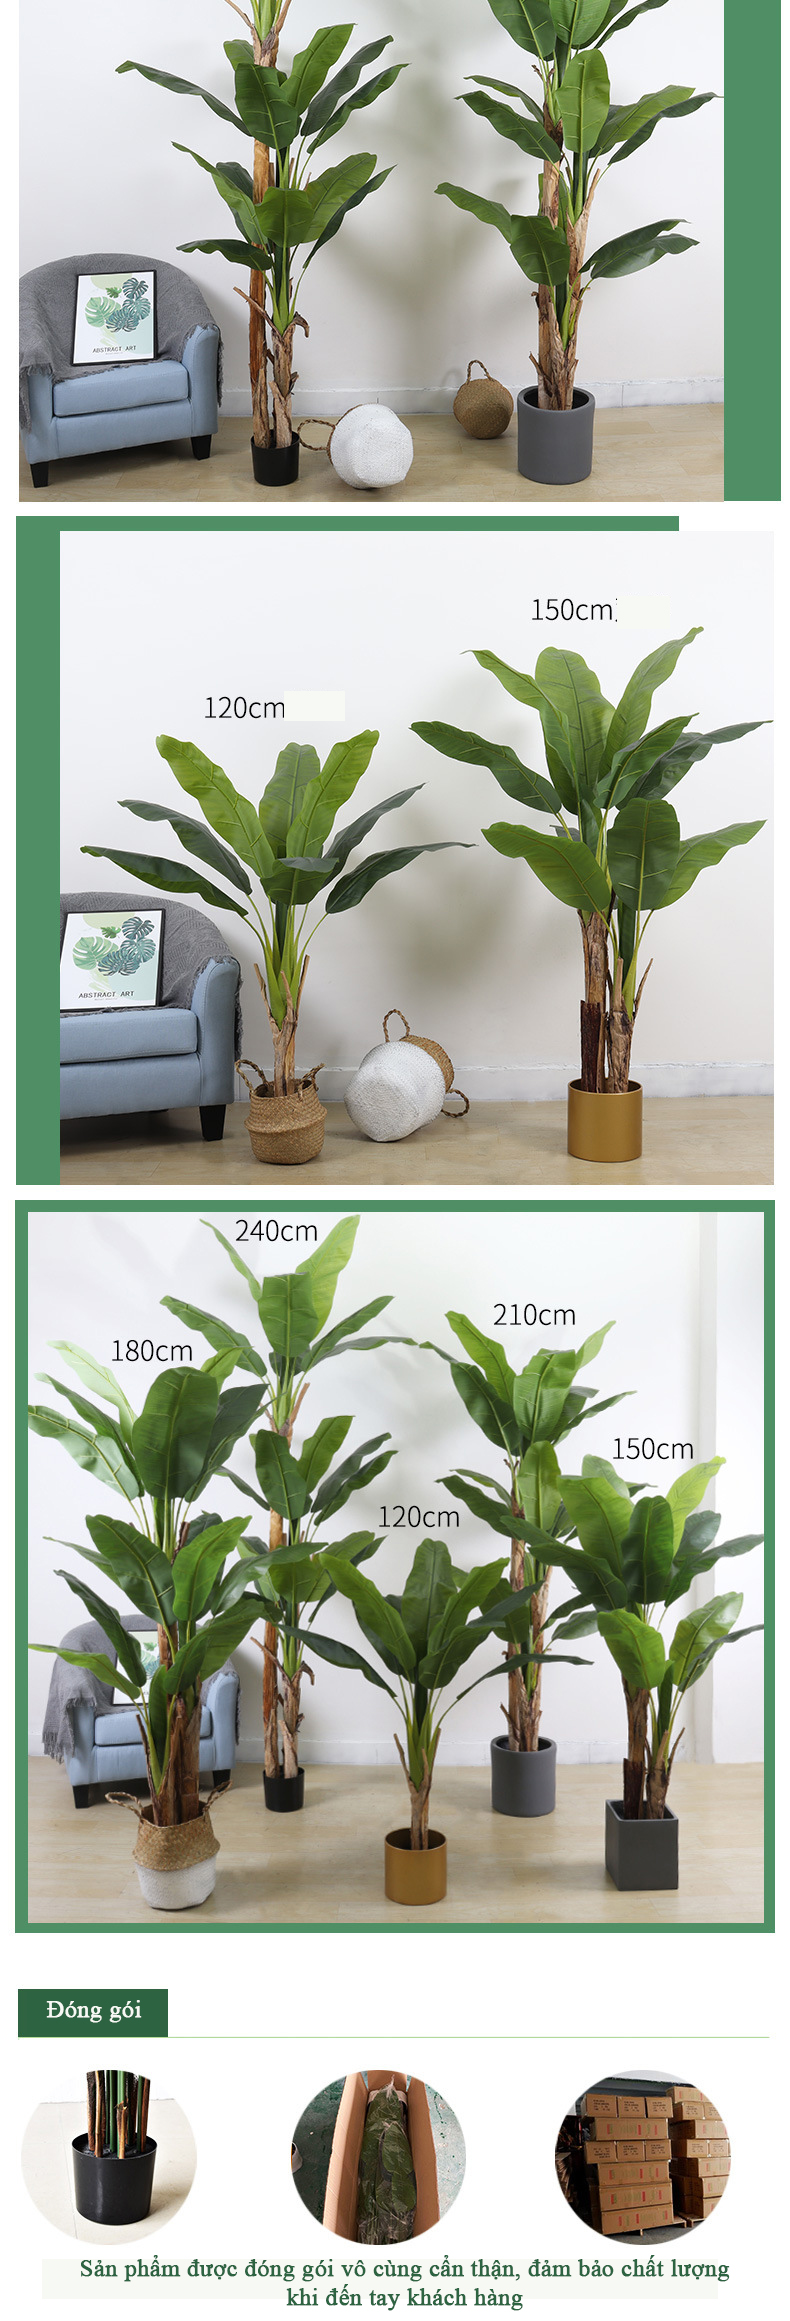 ABSTRACT ART
150cm
120cm
ABSTRACT ART
240cm
210cm
180cm
150cm
120cm
Đóng gói
Sản phẩm được đóng gói vô cùng cẩn thận, đảm bảo chất lượng
khi đến tay khách hàng